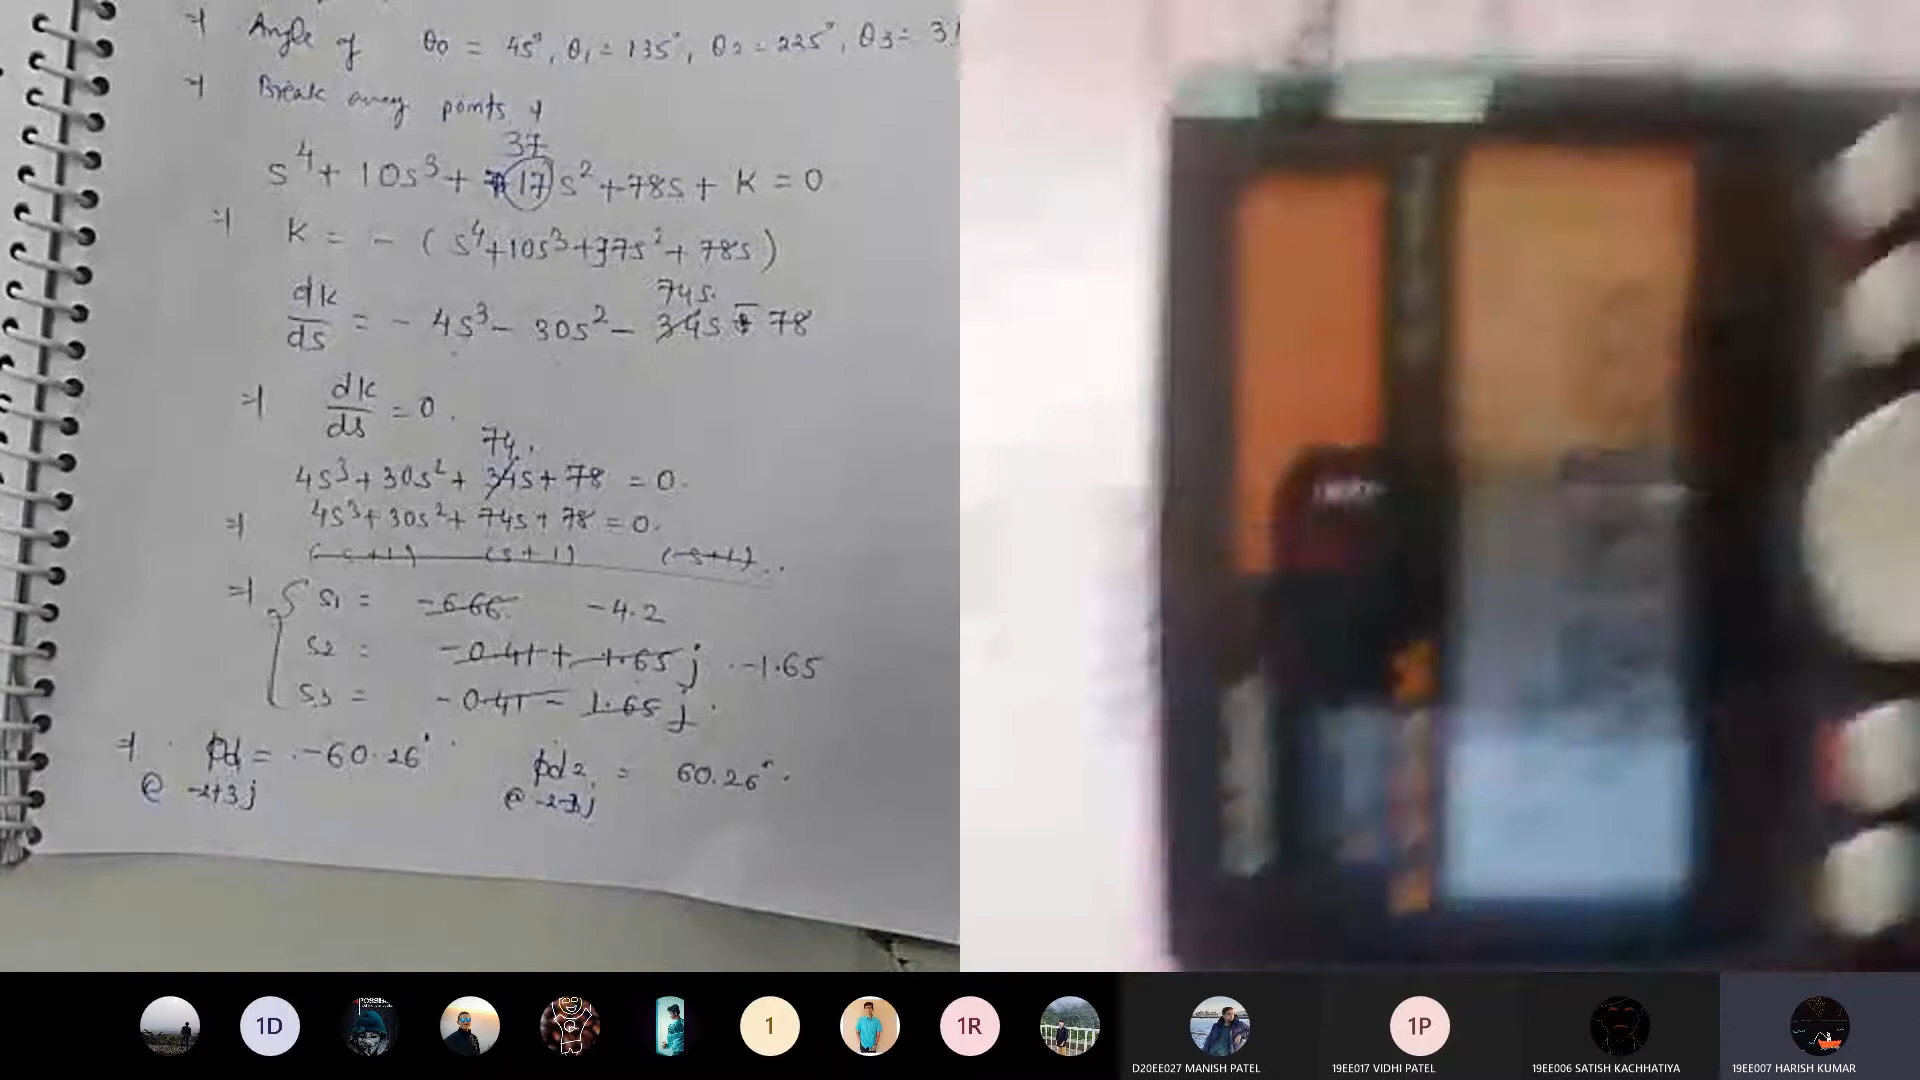 ⇒ Angle of θ0 = 45°, θ1 = 135°, θ2 = 225°, θ3 = 31
⇒ Break away points
37
s⁴ + 10s³ + 17 s² + 78s + K = 0
⇒ K = - ( s⁴+10s³+37s²+ 78s )
74s.
dk/ds = - 4s³ - 30s² - 34s - 78
⇒ dk/ds = 0.
74.
4s³ + 30s² + 34s + 78 = 0.
⇒ 4s³ + 30s² + 74s + 78 = 0.
(s+1) (s+1) (s+1)..
⇒ s1 = -6.66 -4.2
s2 = -0.41 + 1.65 j -1.65
s3 = -0.41 - 1.65 j
⇒ ϕd1 = -60.26° ϕd2 = 60.26°.
@ -2+3j @ -2-3j
POSSIBL
1D
1
1R
1P
D20EE027 MANISH PATEL
19EE017 VIDHI PATEL
19EE006 SATISH KACHHATIYA
19EE007 HARISH KUMAR